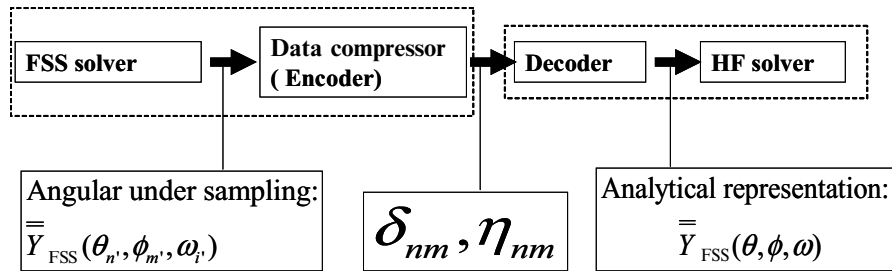 FSS solver
Data compressor
( Encoder)
Decoder
HF solver
Angular under sampling:
Y̿ FSS (θn', ϕm', ωi')
δnm , ηnm
Analytical representation:
Y̿ FSS (θ, ϕ, ω)